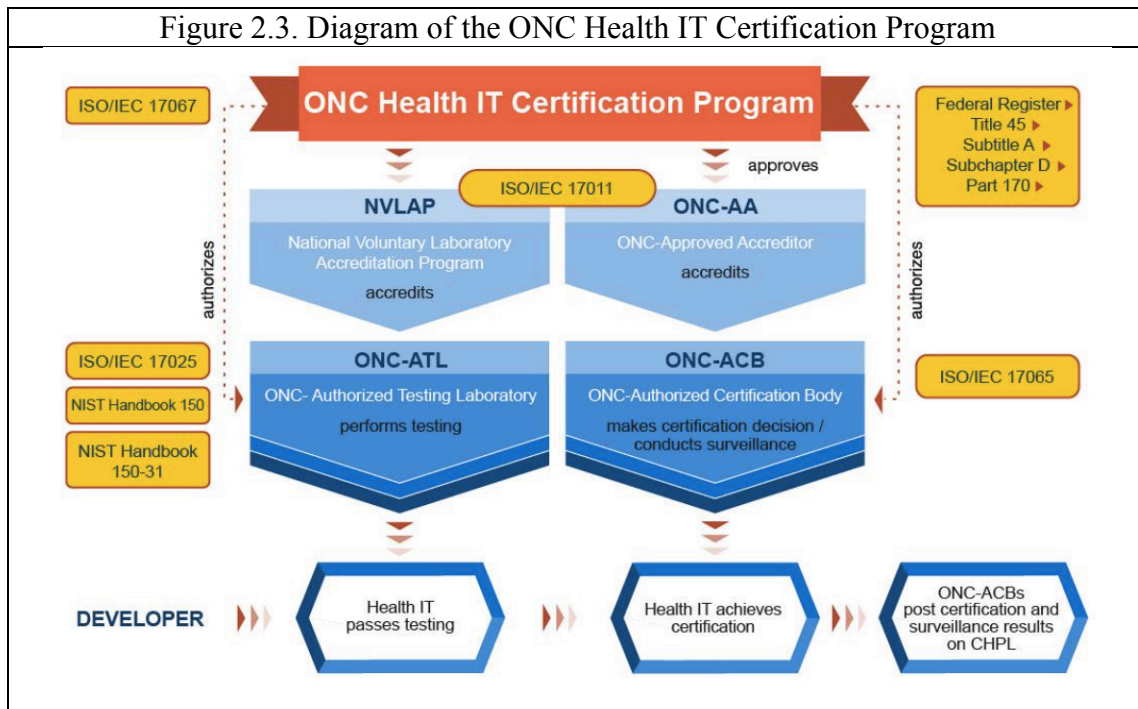 Figure 2.3. Diagram of the ONC Health IT Certification Program
ISO/IEC 17067
ONC Health IT Certification Program
Federal Register
Title 45
Subtitle A
Subchapter D
Part 170
approves
ISO/IEC 17011
NVLAP
National Voluntary Laboratory
Accreditation Program
accredits
ONC-AA
ONC-Approved Accreditor
accredits
authorizes
authorizes
ISO/IEC 17025
NIST Handbook 150
NIST Handbook
150-31
ONC-ATL
ONC- Authorized Testing Laboratory
performs testing
ONC-ACB
ONC-Authorized Certification Body
makes certification decision /
conducts surveillance
ISO/IEC 17065
DEVELOPER
Health IT
passes testing
Health IT achieves
certification
ONC-ACBs
post certification and
surveillance results
on CHPL